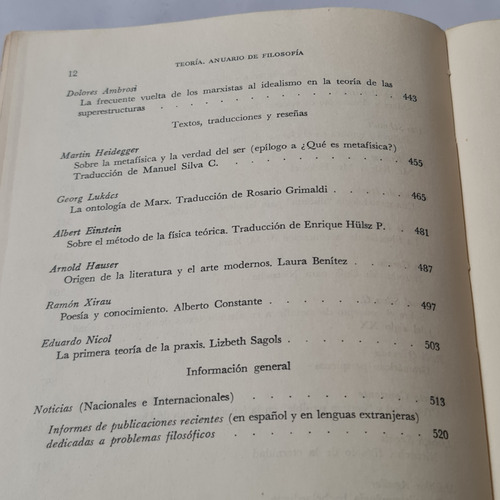 12 TEORÍA. ANUARIO DE FILOSOFÍA
Dolores Ambrosi
La frecuente vuelta de los marxistas al idealismo en la teoría de las
superestructuras . . . . . . . . . . . . . 443
Textos, traducciones y reseñas
Martin Heidegger
Sobre la metafísica y la verdad del ser (epílogo a ¿Qué es metafísica?)
Traducción de Manuel Silva C. . . . . . . . . . . 455
Georg Lukács
La ontología de Marx. Traducción de Rosario Grimaldi . . . . . 465
Albert Einstein
Sobre el método de la física teórica. Traducción de Enrique Hülsz P. . 481
Arnold Hauser
Origen de la literatura y el arte modernos. Laura Benítez . . . . 487
Ramón Xirau
Poesía y conocimiento. Alberto Constante . . . . . . . . 497
Eduardo Nicol
La primera teoría de la praxis. Lizbeth Sagols . . . . . . . 503
Información general
Noticias (Nacionales e Internacionales) . . . . . . . . . 513
Informes de publicaciones recientes (en español y en lenguas extranjeras)
dedicadas a problemas filosóficos . . . . . . . . . . 520